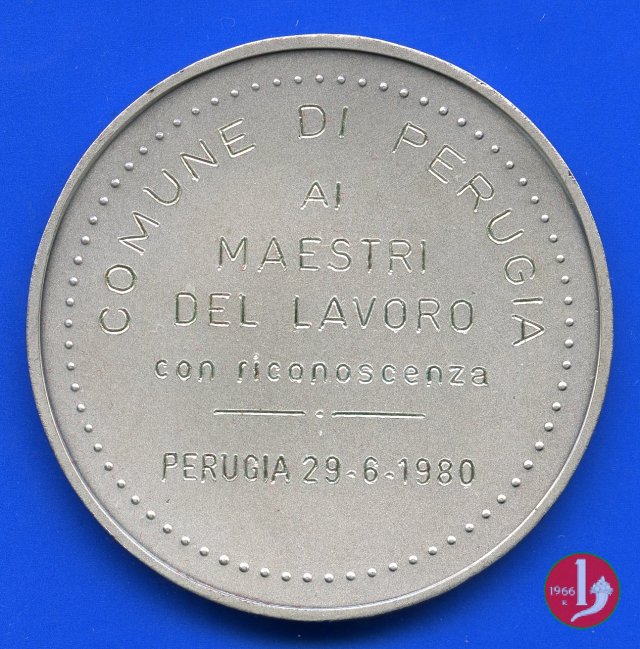 COMUNE DI PERUGIA
AI
MAESTRI
DEL LAVORO
con riconoscenza
PERUGIA 29-6-1980
1966
R